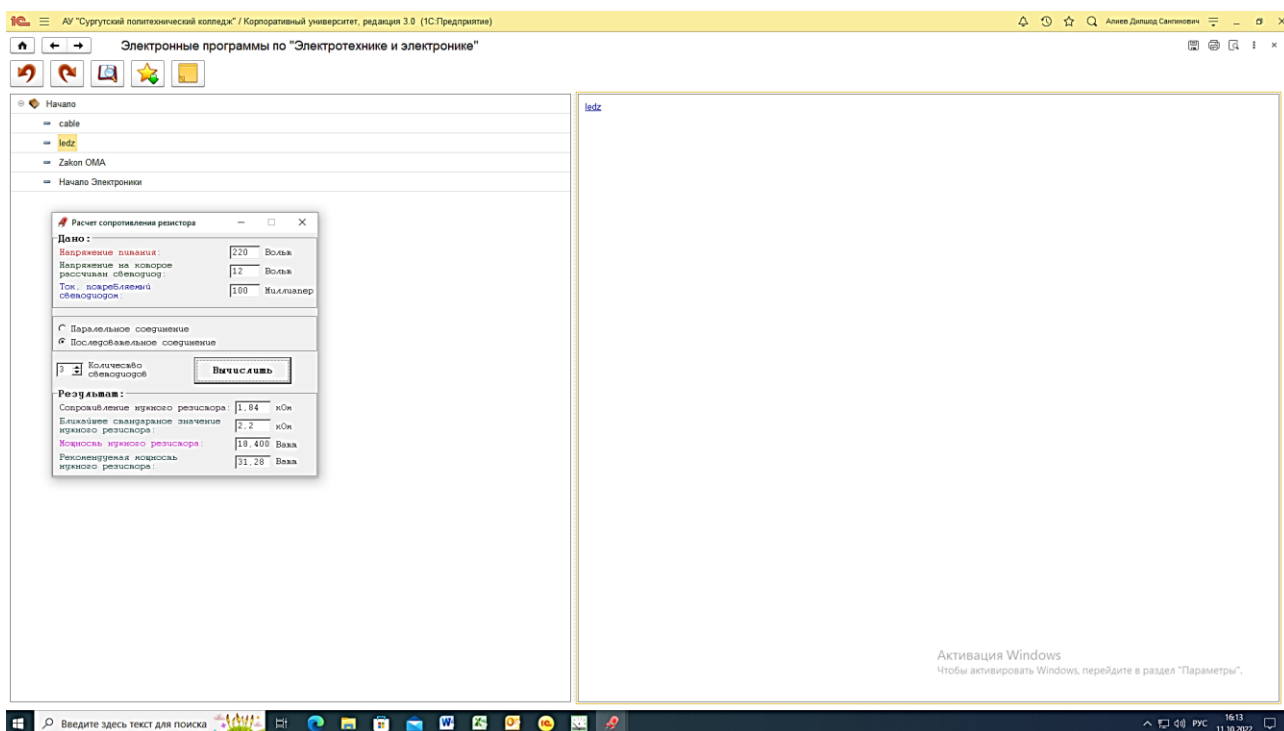 АУ "Сургутский политехнический колледж" / Корпоративный университет, редакция 3.0 (1С:Предприятие)
Алиев Дилшод Сангинович
Электронные программы по "Электротехнике и электронике"
Начало
cable
ledz
Zakon OMA
Начало Электроники
ledz
Расчет сопротивления резистора
Дано:
Напряжение питания: 220 Вольт
Напряжение на которое
рассчитан светодиод: 12 Вольт
Ток, потребляемый
светодиодом: 100 Миллиапер
Паралельное соединение
Последовательное соединение
3 Количество
светодиодов
Вычислить
Результат:
Сопротивление нужного резистора: 1,84 кОм
Ближайшее стандартное значение
нужного резистора: 2,2 кОм
Мощность нужного резистора: 18,400 Ватт
Рекомендуемая мощность
нужного резистора: 31,28 Ватт
Активация Windows
Чтобы активировать Windows, перейдите в раздел "Параметры".
Введите здесь текст для поиска
РУС
16:13
11.10.2022